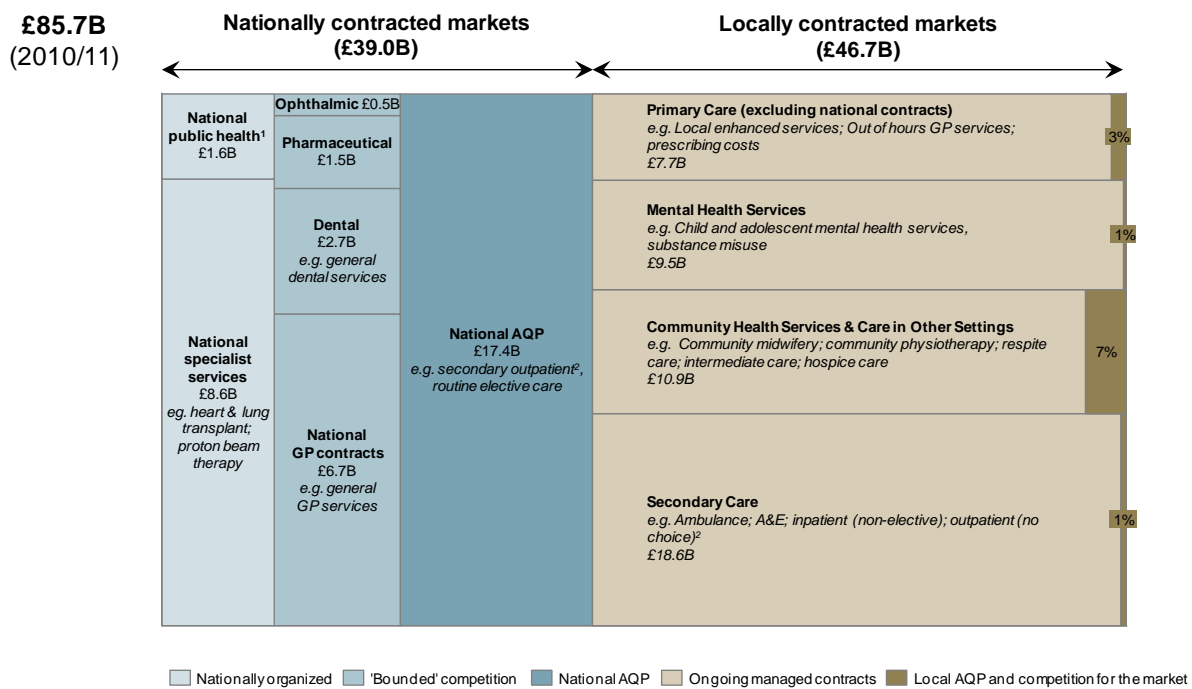 £85.7B
(2010/11)
Nationally contracted markets
(£39.0B)
Locally contracted markets
(£46.7B)
National
public health¹
£1.6B
National
specialist
services
£8.6B
eg. heart & lung
transplant;
proton beam
therapy
Ophthalmic £0.5B
Pharmaceutical
£1.5B
Dental
£2.7B
e.g. general
dental services
National
GP contracts
£6.7B
e.g. general
GP services
National AQP
£17.4B
e.g. secondary outpatient²,
routine elective care
Primary Care (excluding national contracts)
e.g. Local enhanced services; Out of hours GP services;
prescribing costs
£7.7B
3%
Mental Health Services
e.g. Child and adolescent mental health services,
substance misuse
£9.5B
1%
Community Health Services & Care in Other Settings
e.g. Community midwifery; community physiotherapy; respite
care; intermediate care; hospice care
£10.9B
7%
Secondary Care
e.g. Ambulance; A&E; inpatient (non-elective); outpatient (no
choice)²
£18.6B
1%
Nationally organized
'Bounded' competition
National AQP
Ongoing managed contracts
Local AQP and competition for the market